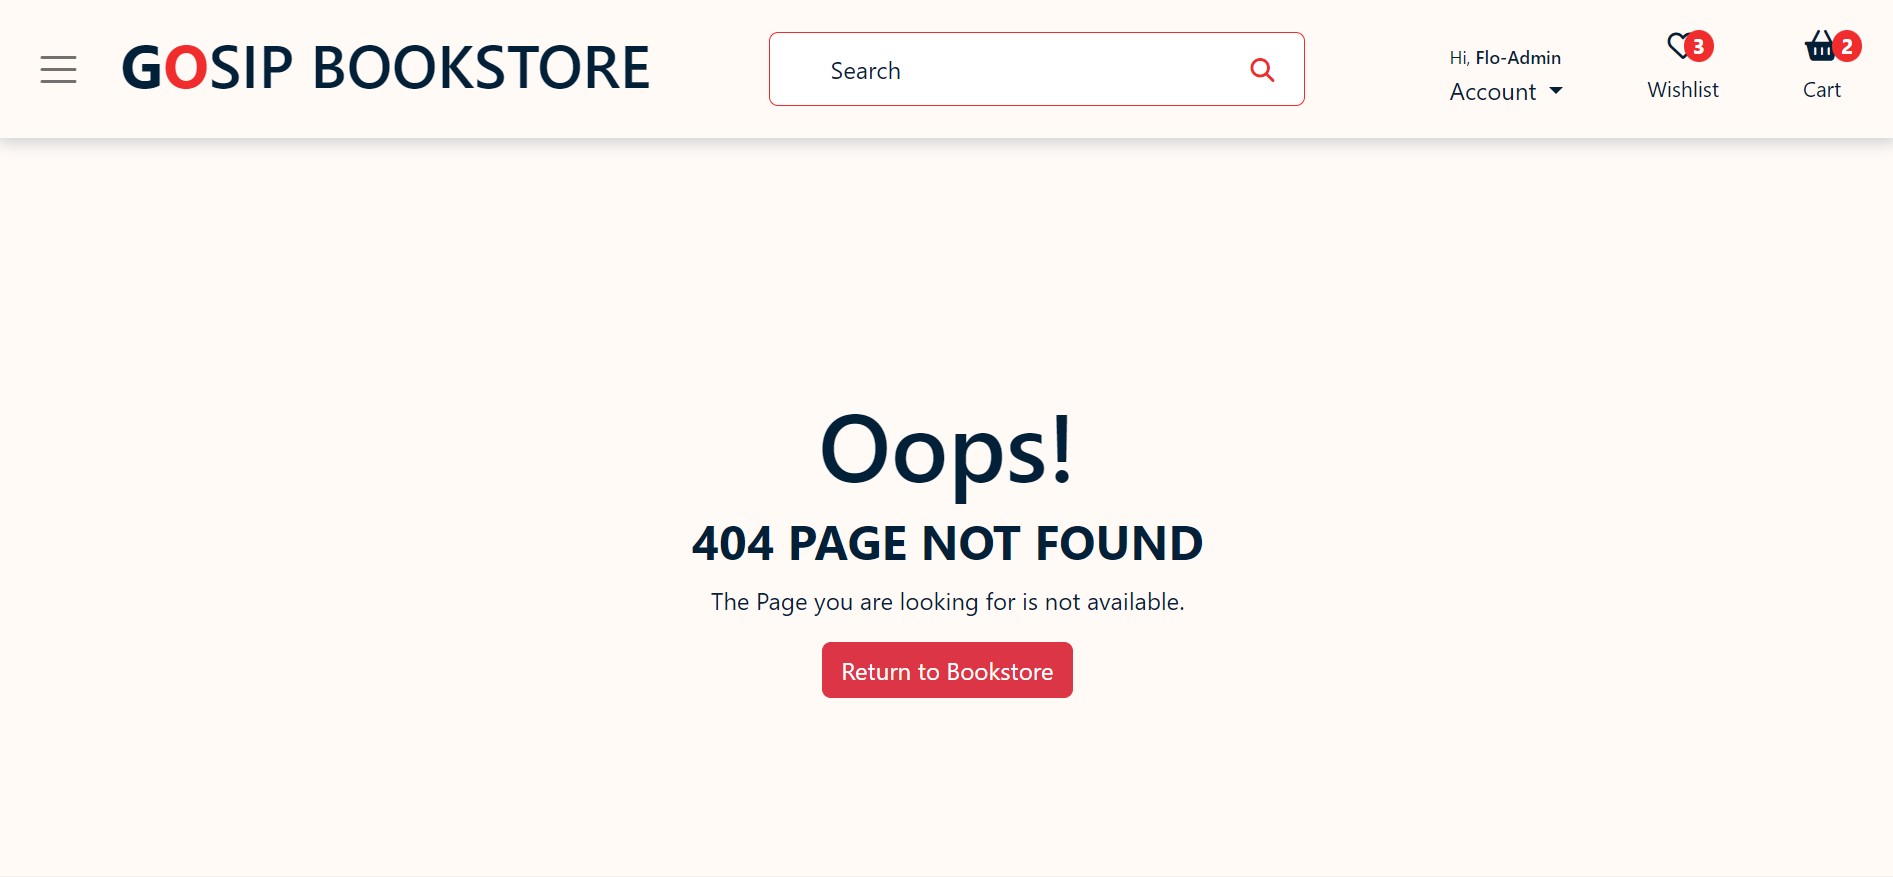 GOSIP BOOKSTORE
Search
Hi, Flo-Admin
Account
3
Wishlist
2
Cart
Oops!
404 PAGE NOT FOUND
The Page you are looking for is not available.
Return to Bookstore